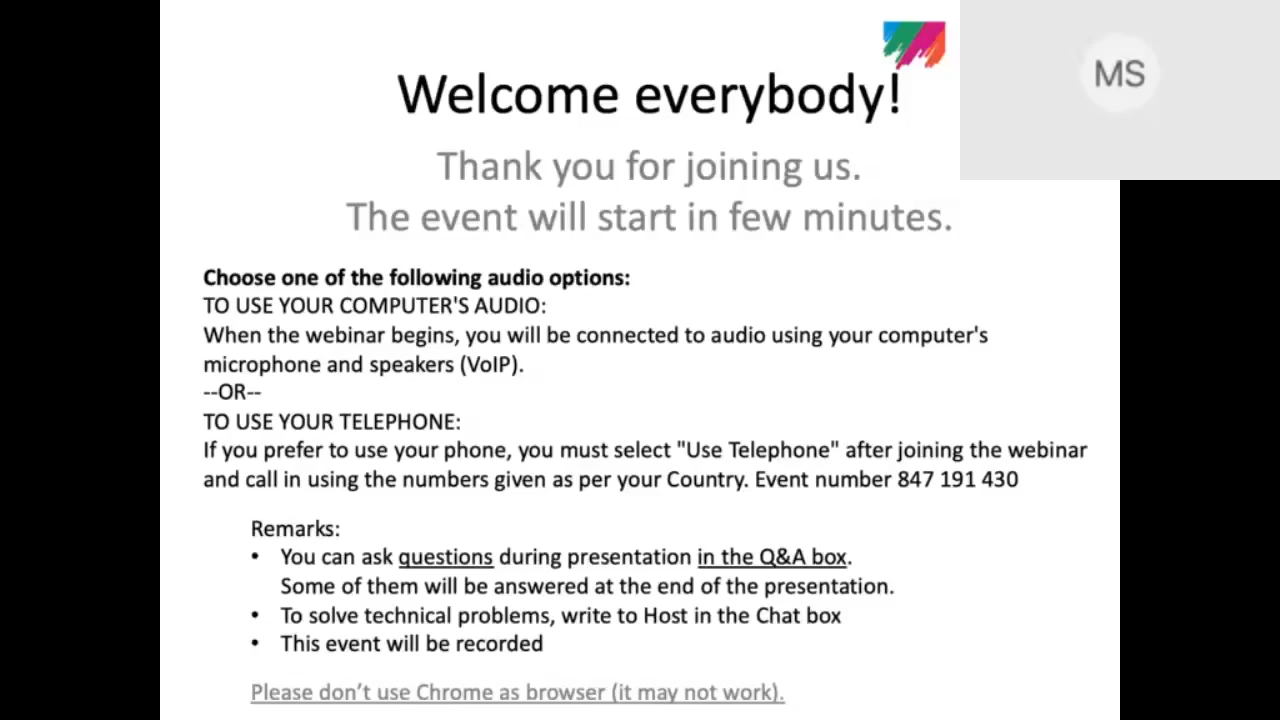 Welcome everybody!
MS
Thank you for joining us.
The event will start in few minutes.
Choose one of the following audio options:
TO USE YOUR COMPUTER'S AUDIO:
When the webinar begins, you will be connected to audio using your computer's
microphone and speakers (VoIP).
--OR--
TO USE YOUR TELEPHONE:
If you prefer to use your phone, you must select "Use Telephone" after joining the webinar
and call in using the numbers given as per your Country. Event number 847 191 430
Remarks:
• You can ask questions during presentation in the Q&A box.
Some of them will be answered at the end of the presentation.
• To solve technical problems, write to Host in the Chat box
• This event will be recorded
Please don’t use Chrome as browser (it may not work).